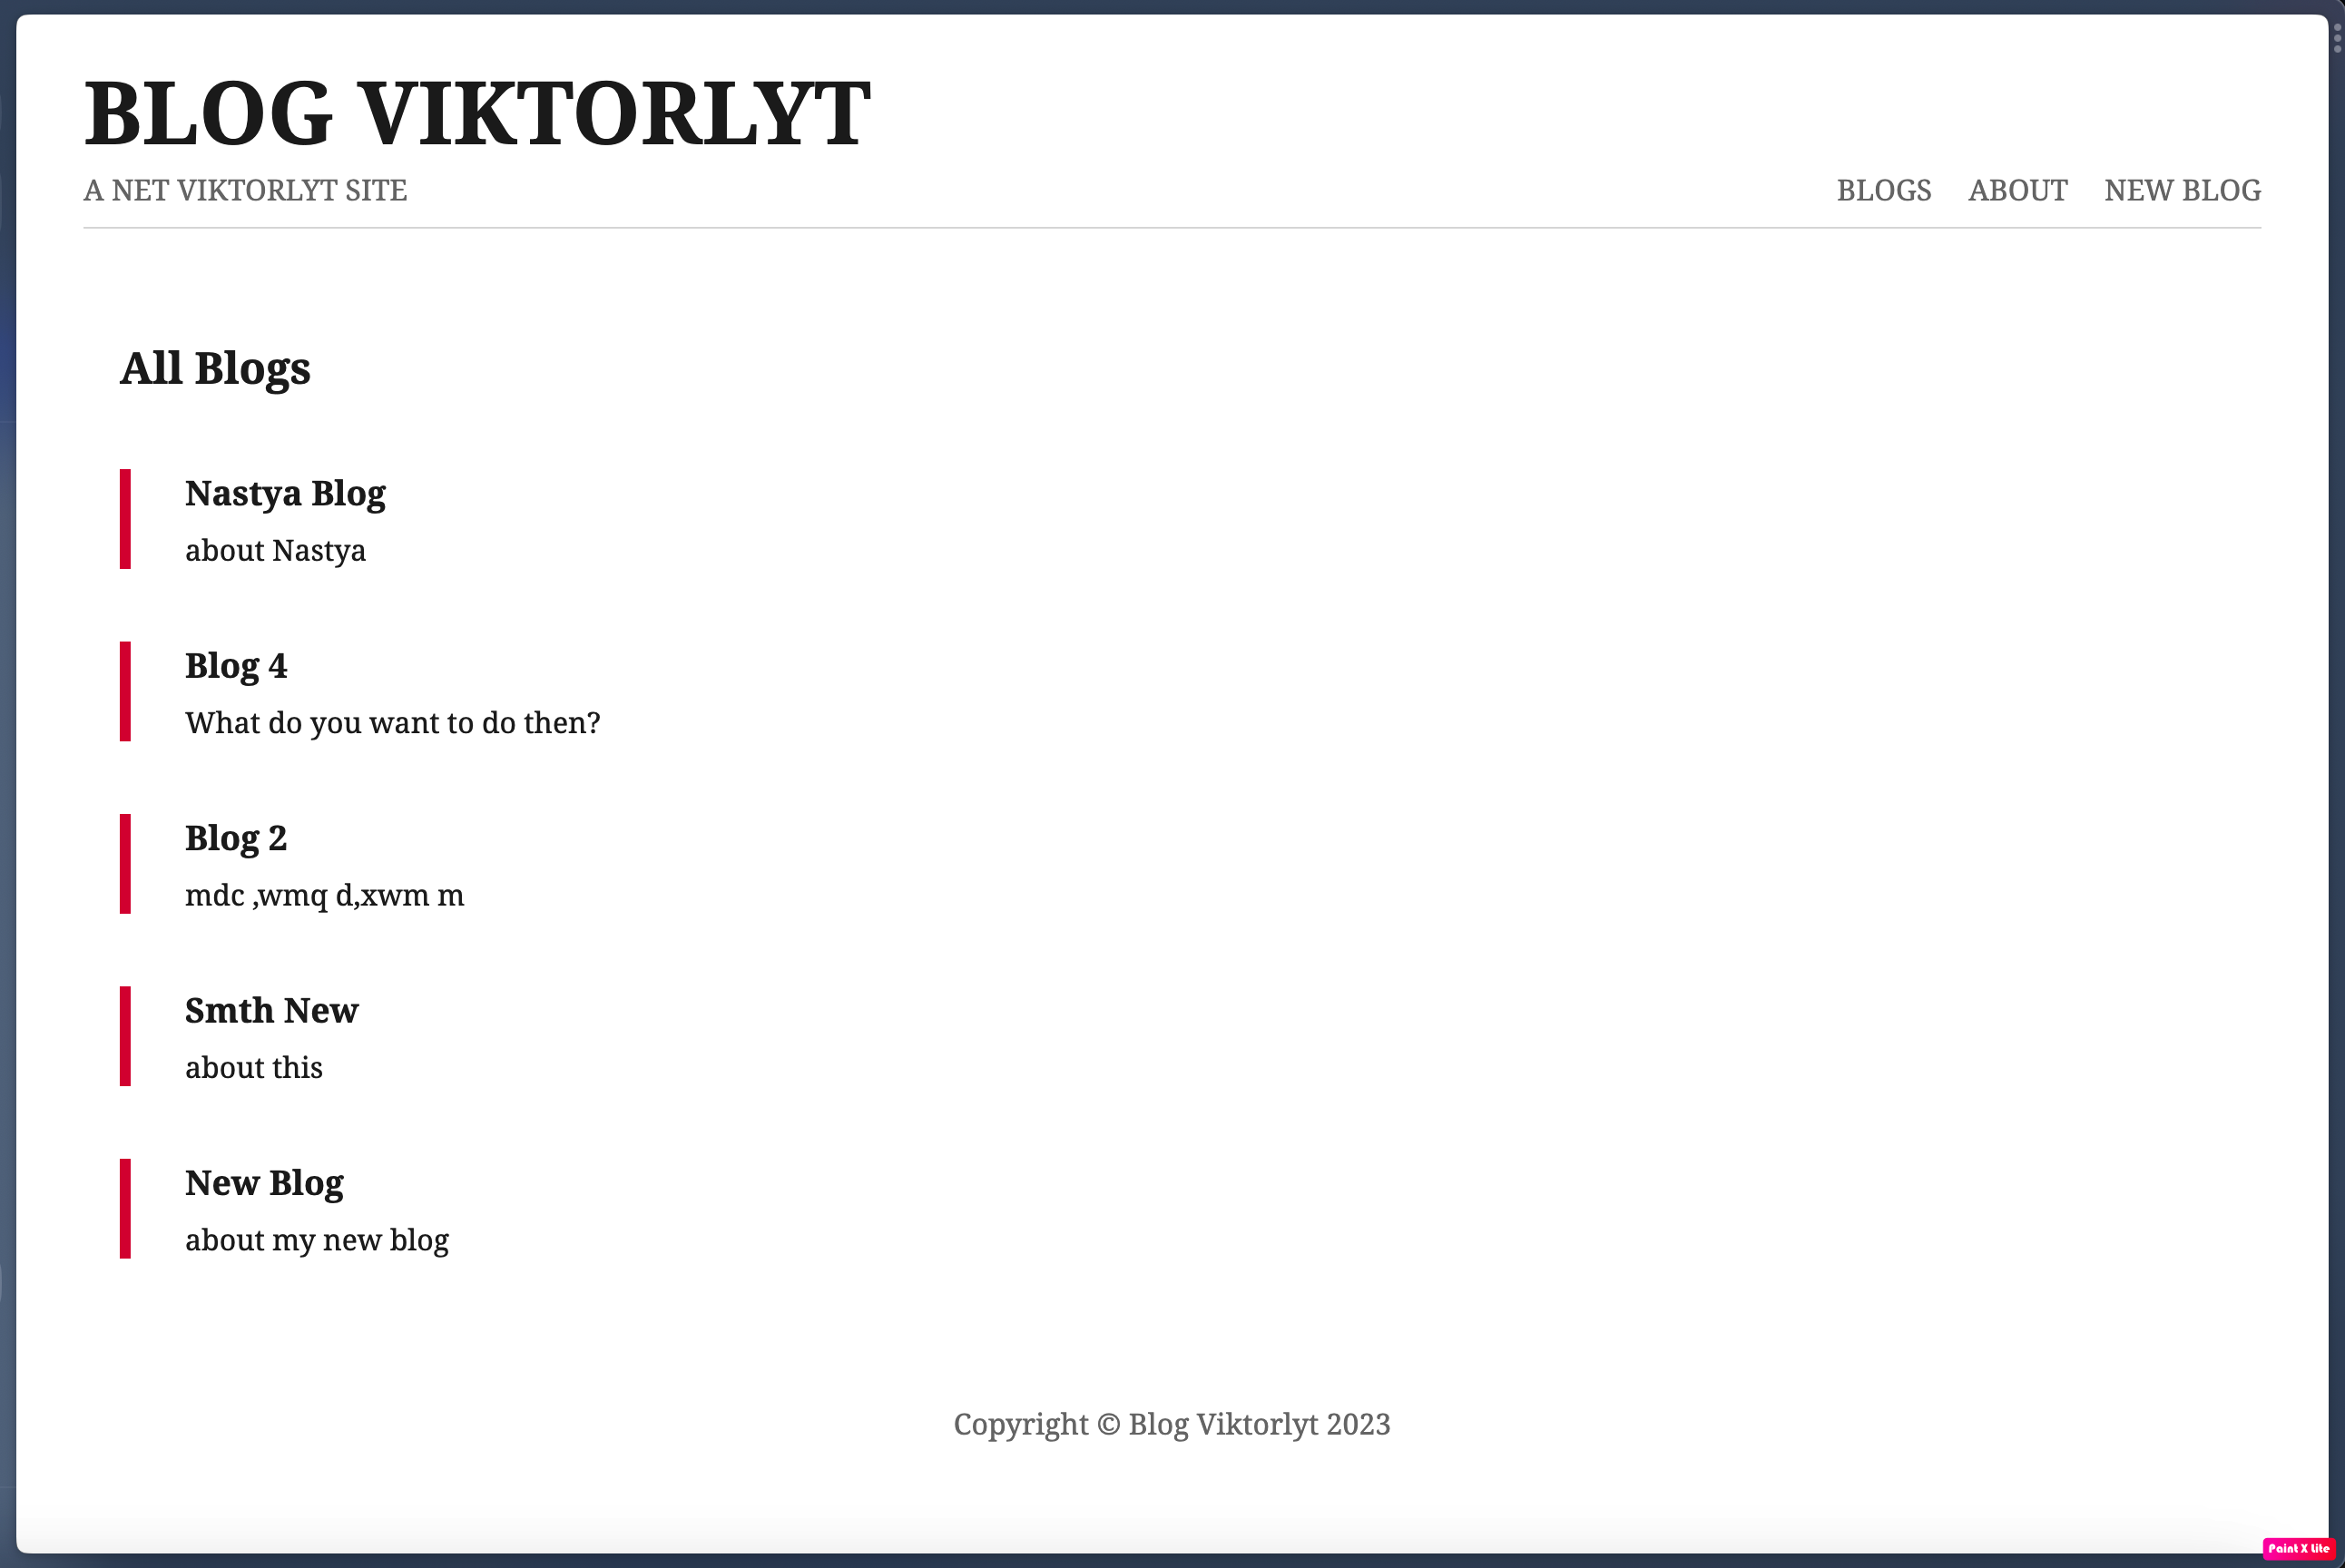 BLOG VIKTORLYT
A NET VIKTORLYT SITE
BLOGS ABOUT NEW BLOG
All Blogs
Nastya Blog
about Nastya
Blog 4
What do you want to do then?
Blog 2
mdc ,wmq d,xwm m
Smth New
about this
New Blog
about my new blog
Copyright © Blog Viktorlyt 2023
Paint X Lite